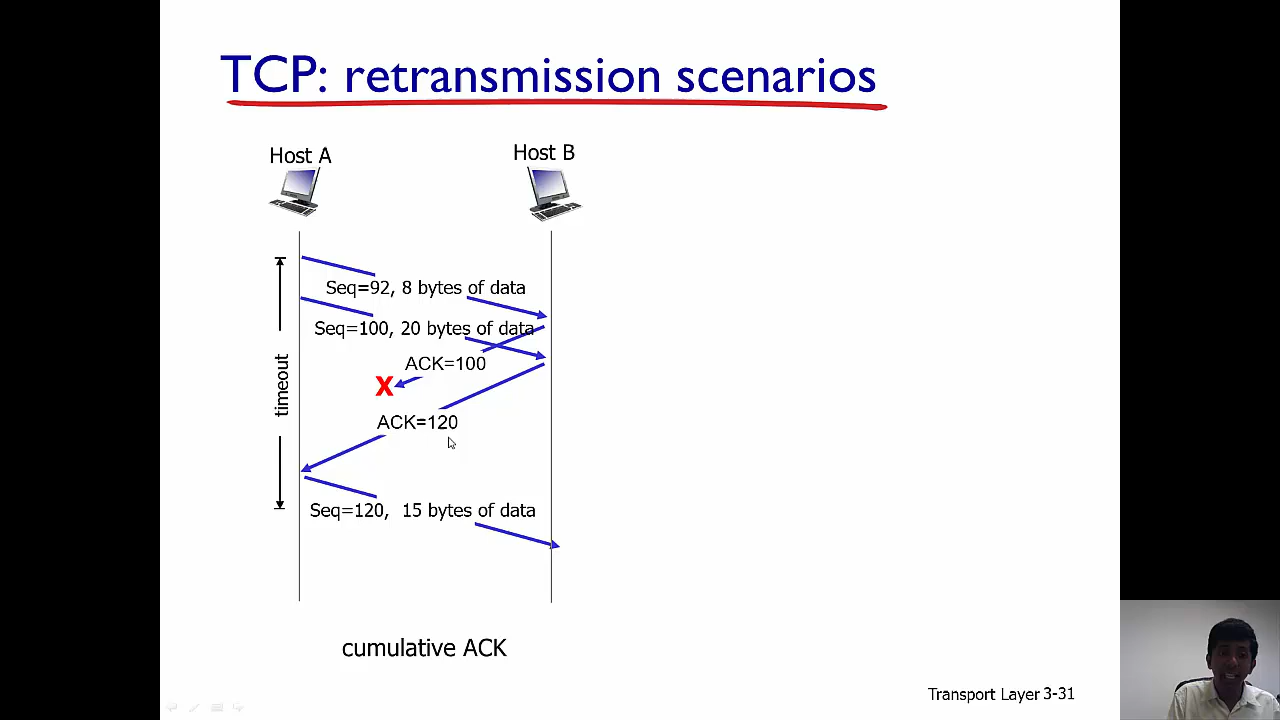 TCP: retransmission scenarios
Host A
Host B
Seq=92, 8 bytes of data
Seq=100, 20 bytes of data
ACK=100
X
timeout
ACK=120
Seq=120, 15 bytes of data
cumulative ACK
Transport Layer 3-31